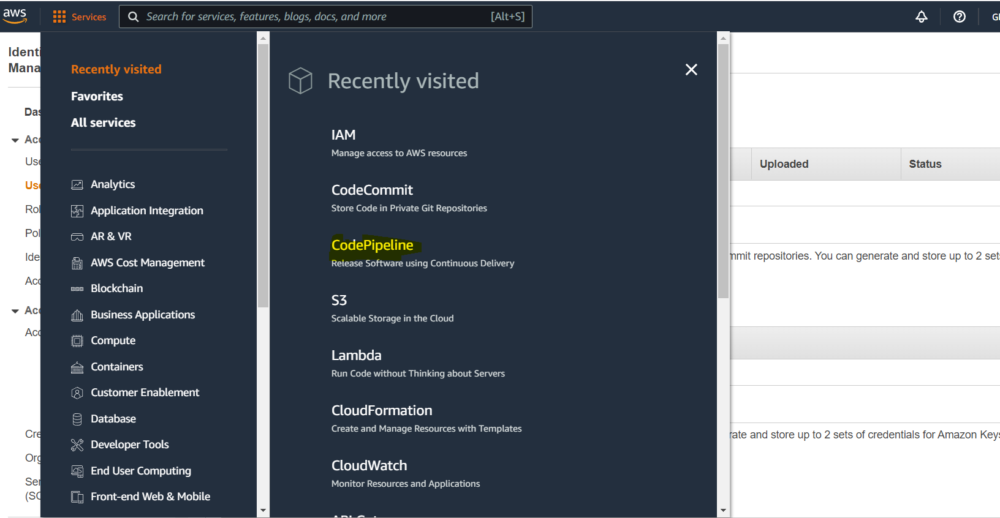 aws
Services
Search for services, features, blogs, docs, and more
[Alt+S]
Identi
Mana
Das
Acc
Use
Use
Rol
Pol
Ide
Acc
Acc
Acc
Cre
Org
Ser
(SC
Recently visited
Favorites
All services
Analytics
Application Integration
AR & VR
AWS Cost Management
Blockchain
Business Applications
Compute
Containers
Customer Enablement
Database
Developer Tools
End User Computing
Front-end Web & Mobile
Recently visited
IAM
Manage access to AWS resources
CodeCommit
Store Code in Private Git Repositories
CodePipeline
Release Software using Continuous Delivery
S3
Scalable Storage in the Cloud
Lambda
Run Code without Thinking about Servers
CloudFormation
Create and Manage Resources with Templates
CloudWatch
Monitor Resources and Applications
Uploaded
Status
mmit repositories. You can generate and store up to 2 sets
rate and store up to 2 sets of credentials for Amazon Keys